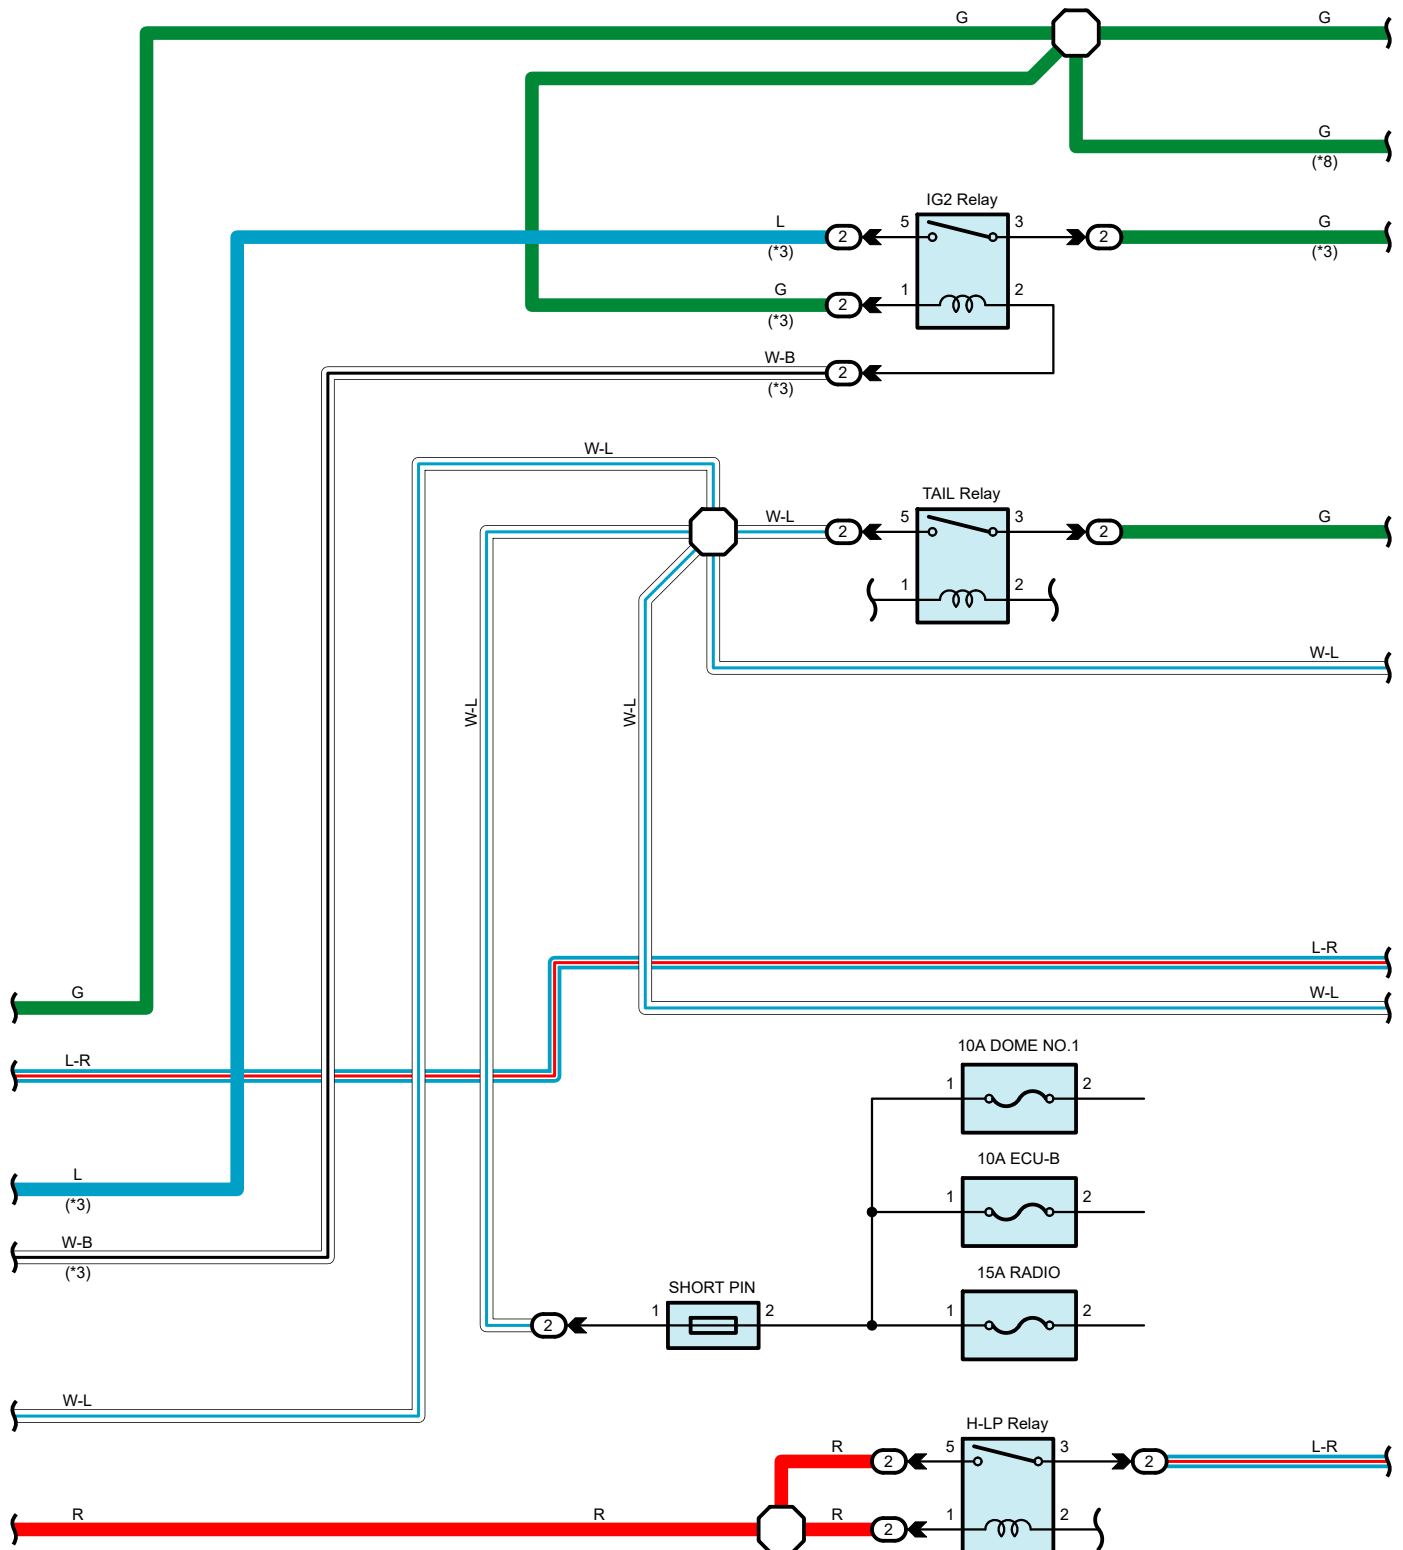 G G
G
(*8)
IG2 Relay
L 2 5 3 2 G
(*3) (*3)
G 2 1 2
(*3)
W-B 2
(*3)
W-L
TAIL Relay
W-L 2 5 3 2 G
1 2
W-L
W-L W-L
L-R
G W-L
10A DOME NO.1
L-R
1 2
10A ECU-B
L 1 2
(*3)
W-B
(*3) 15A RADIO
SHORT PIN
2 1 2 1 2
W-L
H-LP Relay
R 2 5 3 2 L-R
R R R 2 1 2